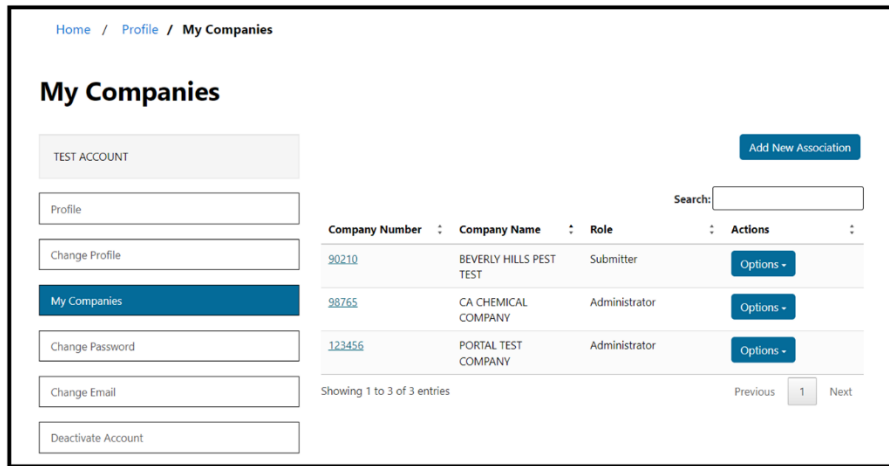 Home / Profile / My Companies
My Companies
TEST ACCOUNT
Profile
Change Profile
My Companies
Change Password
Change Email
Deactivate Account
Add New Association
Search:
Company Number Company Name Role Actions
90210 BEVERLY HILLS PEST Submitter Options
TEST
98765 CA CHEMICAL Administrator Options
COMPANY
123456 PORTAL TEST Administrator Options
COMPANY
Showing 1 to 3 of 3 entries Previous 1 Next